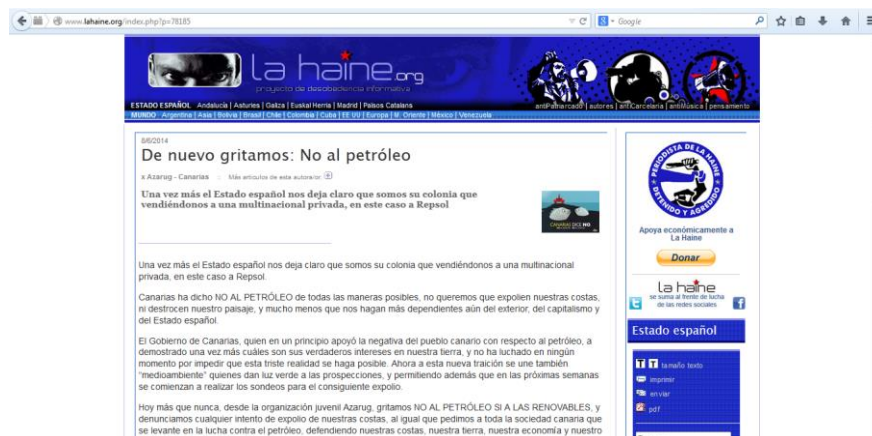 www.lahaine.org/index.php?p=78185
Google
la haine.org
proyecto de desobediencia informativa
ESTADO ESPAÑOL Andalucía | Asturies | Galiza | Euskal Herria | Madrid | Països Catalans
antiPatriarcado | autores | antiCarcelaria | antiMúsica | pensamiento
MUNDO Argentina | Asia | Bolivia | Brasil | Chile | Colombia | Cuba | EE UU | Europa | M. Oriente | México | Venezuela
8/6/2014
De nuevo gritamos: No al petróleo
x Azarug - Canarias : Más artículos de este autor/a/or
Una vez más el Estado español nos deja claro que somos su colonia que
vendiéndonos a una multinacional privada, en este caso a Repsol
CANARIAS DICE NO
Una vez más el Estado español nos deja claro que somos su colonia que vendiéndonos a una multinacional
privada, en este caso a Repsol.
Canarias ha dicho NO AL PETRÓLEO de todas las maneras posibles, no queremos que expolien nuestras costas,
ni destrocen nuestro paisaje, y mucho menos que nos hagan más dependientes aún del exterior, del capitalismo y
del Estado español.
El Gobierno de Canarias, quien en un principio apoyó la negativa del pueblo canario con respecto al petróleo, a
demostrado una vez más cuáles son sus verdaderos intereses en nuestra tierra, y no ha luchado en ningún
momento por impedir que esta triste realidad se haga posible. Ahora a esta nueva traición se une también
"medioambiente" quienes dan luz verde a las prospecciones, y permitiendo además que en las próximas semanas
se comienzan a realizar los sondeos para el consiguiente expolio.
Hoy más que nunca, desde la organización juvenil Azarug, gritamos NO AL PETRÓLEO SI A LAS RENOVABLES, y
denunciamos cualquier intento de expolio de nuestras costas, al igual que pedimos a toda la sociedad canaria que
se levante en la lucha contra el petróleo, defendiendo nuestras costas, nuestra tierra, nuestra economía y nuestro
PERIODISTA DE LA HAINE
DETENIDO Y AGREDIDO
Apoya económicamente a
La Haine
Donar
la haine
se suma al frente de lucha
de las redes sociales
Estado español
T T tamaño texto
imprimir
enviar
pdf